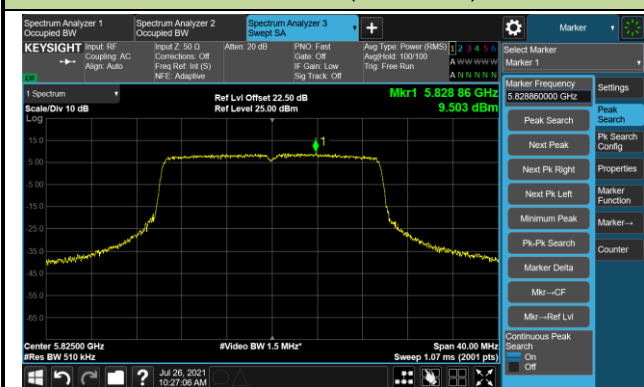 Spectrum Analyzer 1
Occupied BW
Spectrum Analyzer 2
Occupied BW
Spectrum Analyzer 3
Swept SA
Marker
KEYSIGHT
Input: RF
Coupling: AC
Align: Auto
Input Z: 50 Ω
Corrections: Off
Freq Ref: Int (S)
NFE: Adaptive
Atten: 20 dB
PNO: Fast
Gate: Off
IF Gain: Low
Sig Track: Off
Avg Type: Power (RMS)
Avg|Hold: 100/100
Trig: Free Run
1 2 3 4 5 6
A W W W W W
A N N N N N
Select Marker
Marker 1
1 Spectrum
Scale/Div 10 dB
Log
Ref Lvl Offset 22.50 dB
Ref Level 25.00 dBm
Mkr1 5.828 86 GHz
9.503 dBm
1
15.0
5.00
-5.00
-15.0
-25.0
-35.0
-45.0
-55.0
-65.0
Center 5.82500 GHz
#Res BW 510 kHz
#Video BW 1.5 MHz*
Span 40.00 MHz
Sweep 1.07 ms (2001 pts)
Marker Frequency
5.828860000 GHz
Peak Search
Next Peak
Next Pk Right
Next Pk Left
Minimum Peak
Pk-Pk Search
Marker Delta
Mkr→CF
Mkr→Ref Lvl
Continuous Peak
Search
On
Off
Settings
Peak
Search
Pk Search
Config
Properties
Marker
Function
Marker→
Counter
Jul 26, 2021
10:27:06 AM